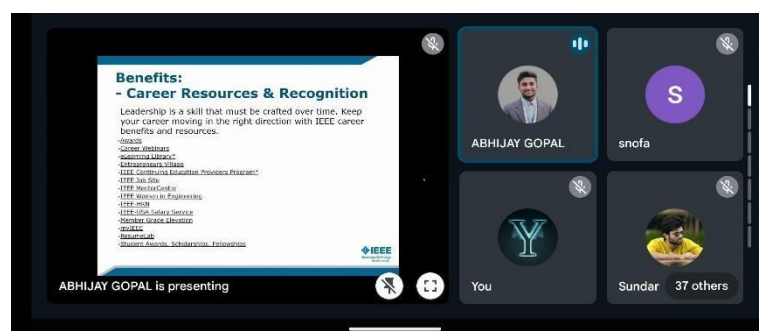 Benefits:
- Career Resources & Recognition
Leadership is a skill that must be crafted over time. Keep
your career moving in the right direction with IEEE career
benefits and resources.
-Awards
-Career Webinars
-eLearning Library*
-Entrepreneurs Village
-IEEE Continuing Education Providers Program*
-IEEE Job Site
-IEEE MentorCentre
-IEEE Women in Engineering
-IEEE-HKN
-IEEE-USA Salary Service
-Member Grade Elevation
-myIEEE
-ResumeLab
-Student Awards, Scholarships, Fellowships
IEEE
ABHIJAY GOPAL is presenting
ABHIJAY GOPAL
S
snofa
Y
You
Sundar
37 others